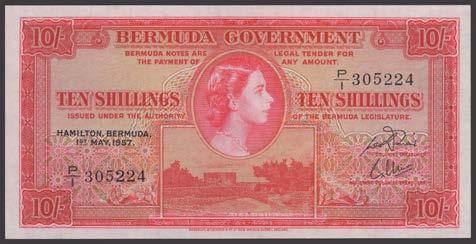 10/- BERMUDA GOVERNMENT 10/-
BERMUDA NOTES ARE LEGAL TENDER FOR
THE PAYMENT OF ANY AMOUNT.
P/1 305224
TEN SHILLINGS TEN SHILLINGS
ISSUED UNDER THE AUTHORITY OF THE BERMUDA LEGISLATURE.
HAMILTON, BERMUDA,
1ST MAY, 1957.
P/1 305224
10/- 10/-